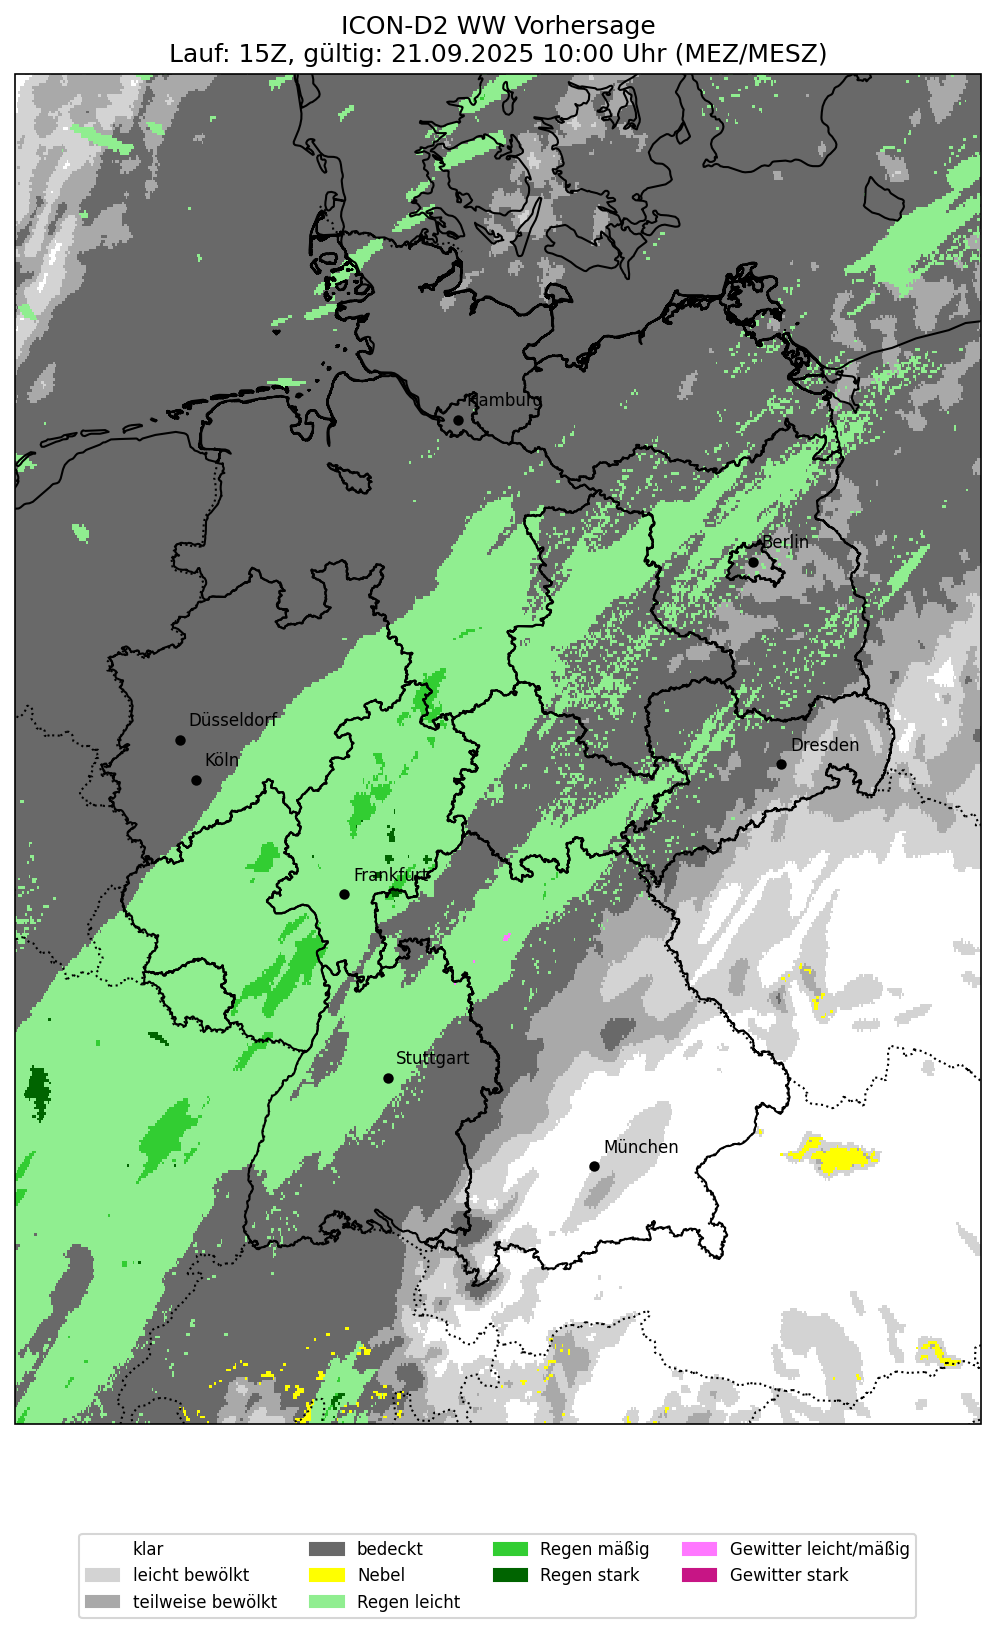 ICON-D2 WW Vorhersage
Lauf: 15Z, gültig: 21.09.2025 10:00 Uhr (MEZ/MESZ)
Hamburg
Berlin
Düsseldorf
Dresden
Köln
Frankfurt
Stuttgart
München
klar
leicht bewölkt
teilweise bewölkt
bedeckt
Nebel
Regen leicht
Regen mäßig
Regen stark
Gewitter leicht/mäßig
Gewitter stark